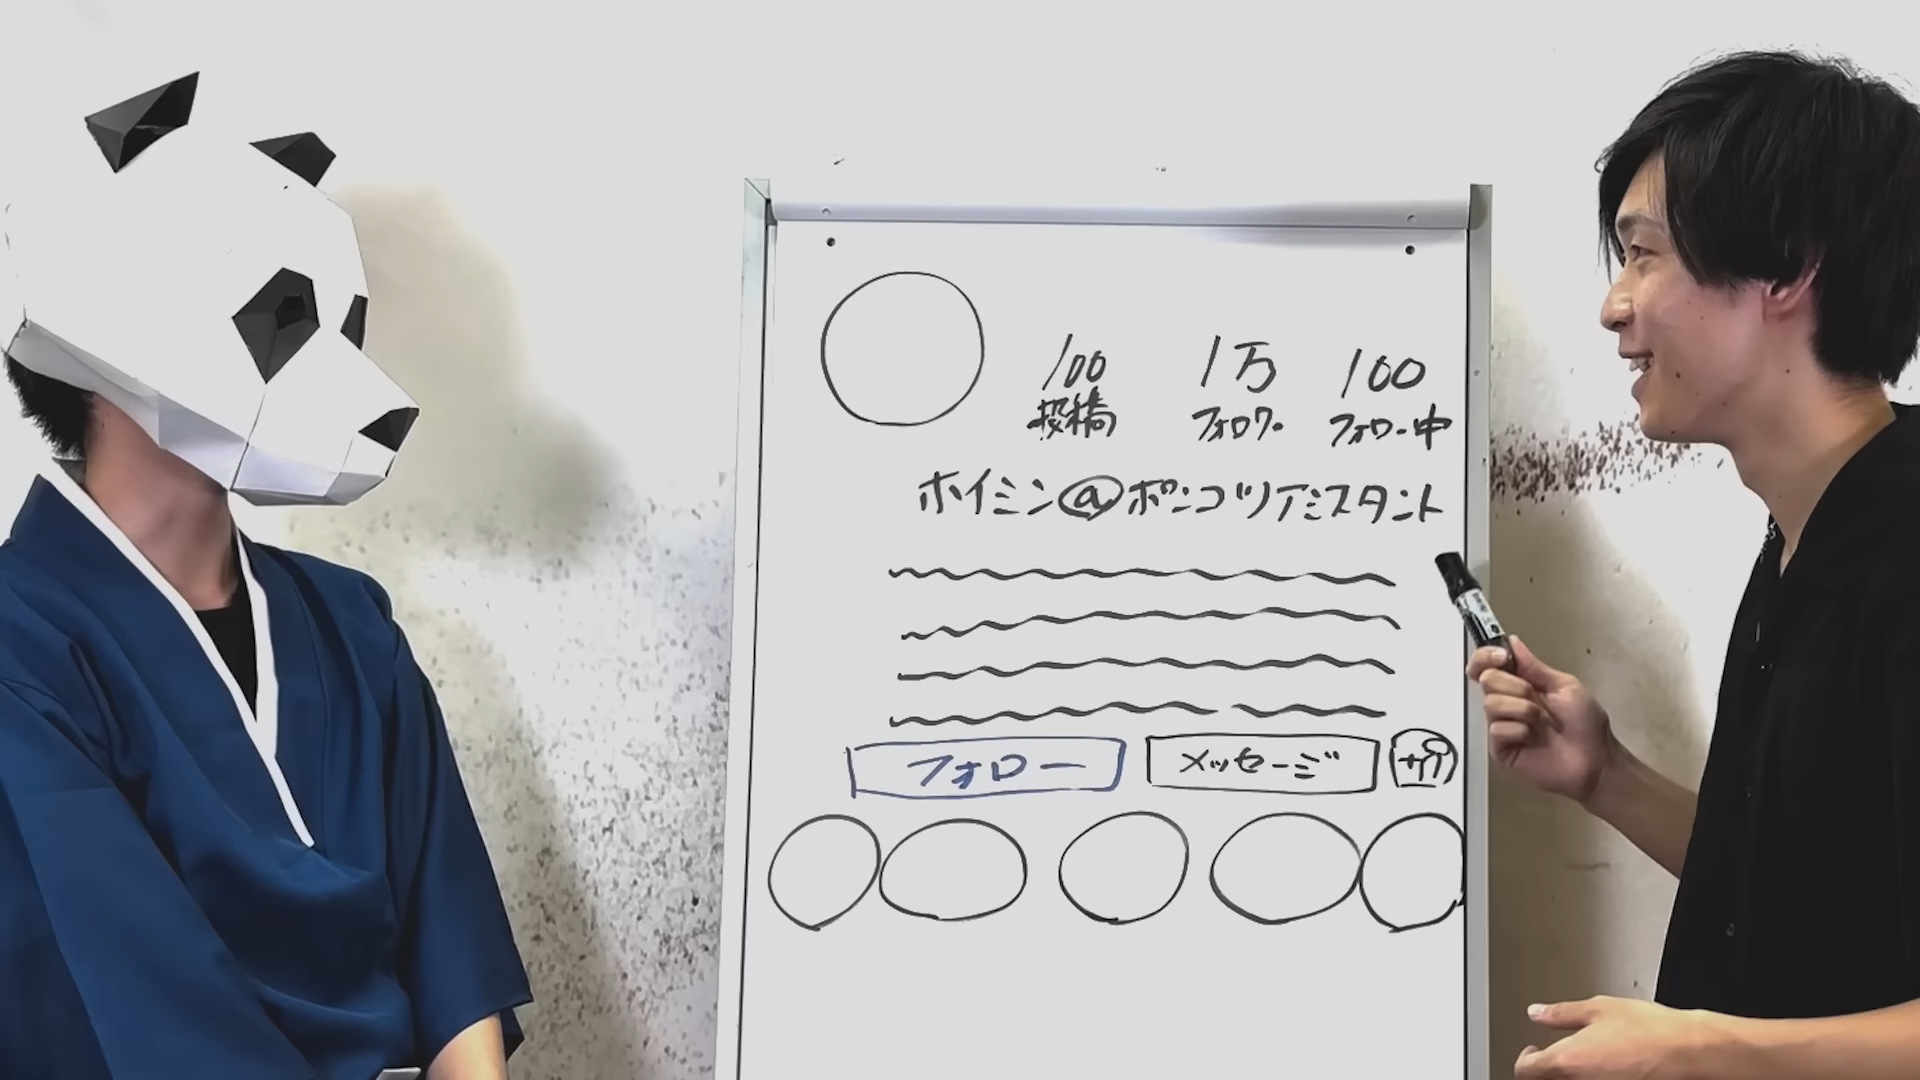 100 1万 100
投稿 フォロワー フォロー中
ホイミン@ポンコツアシスタント
フォロー メッセージ